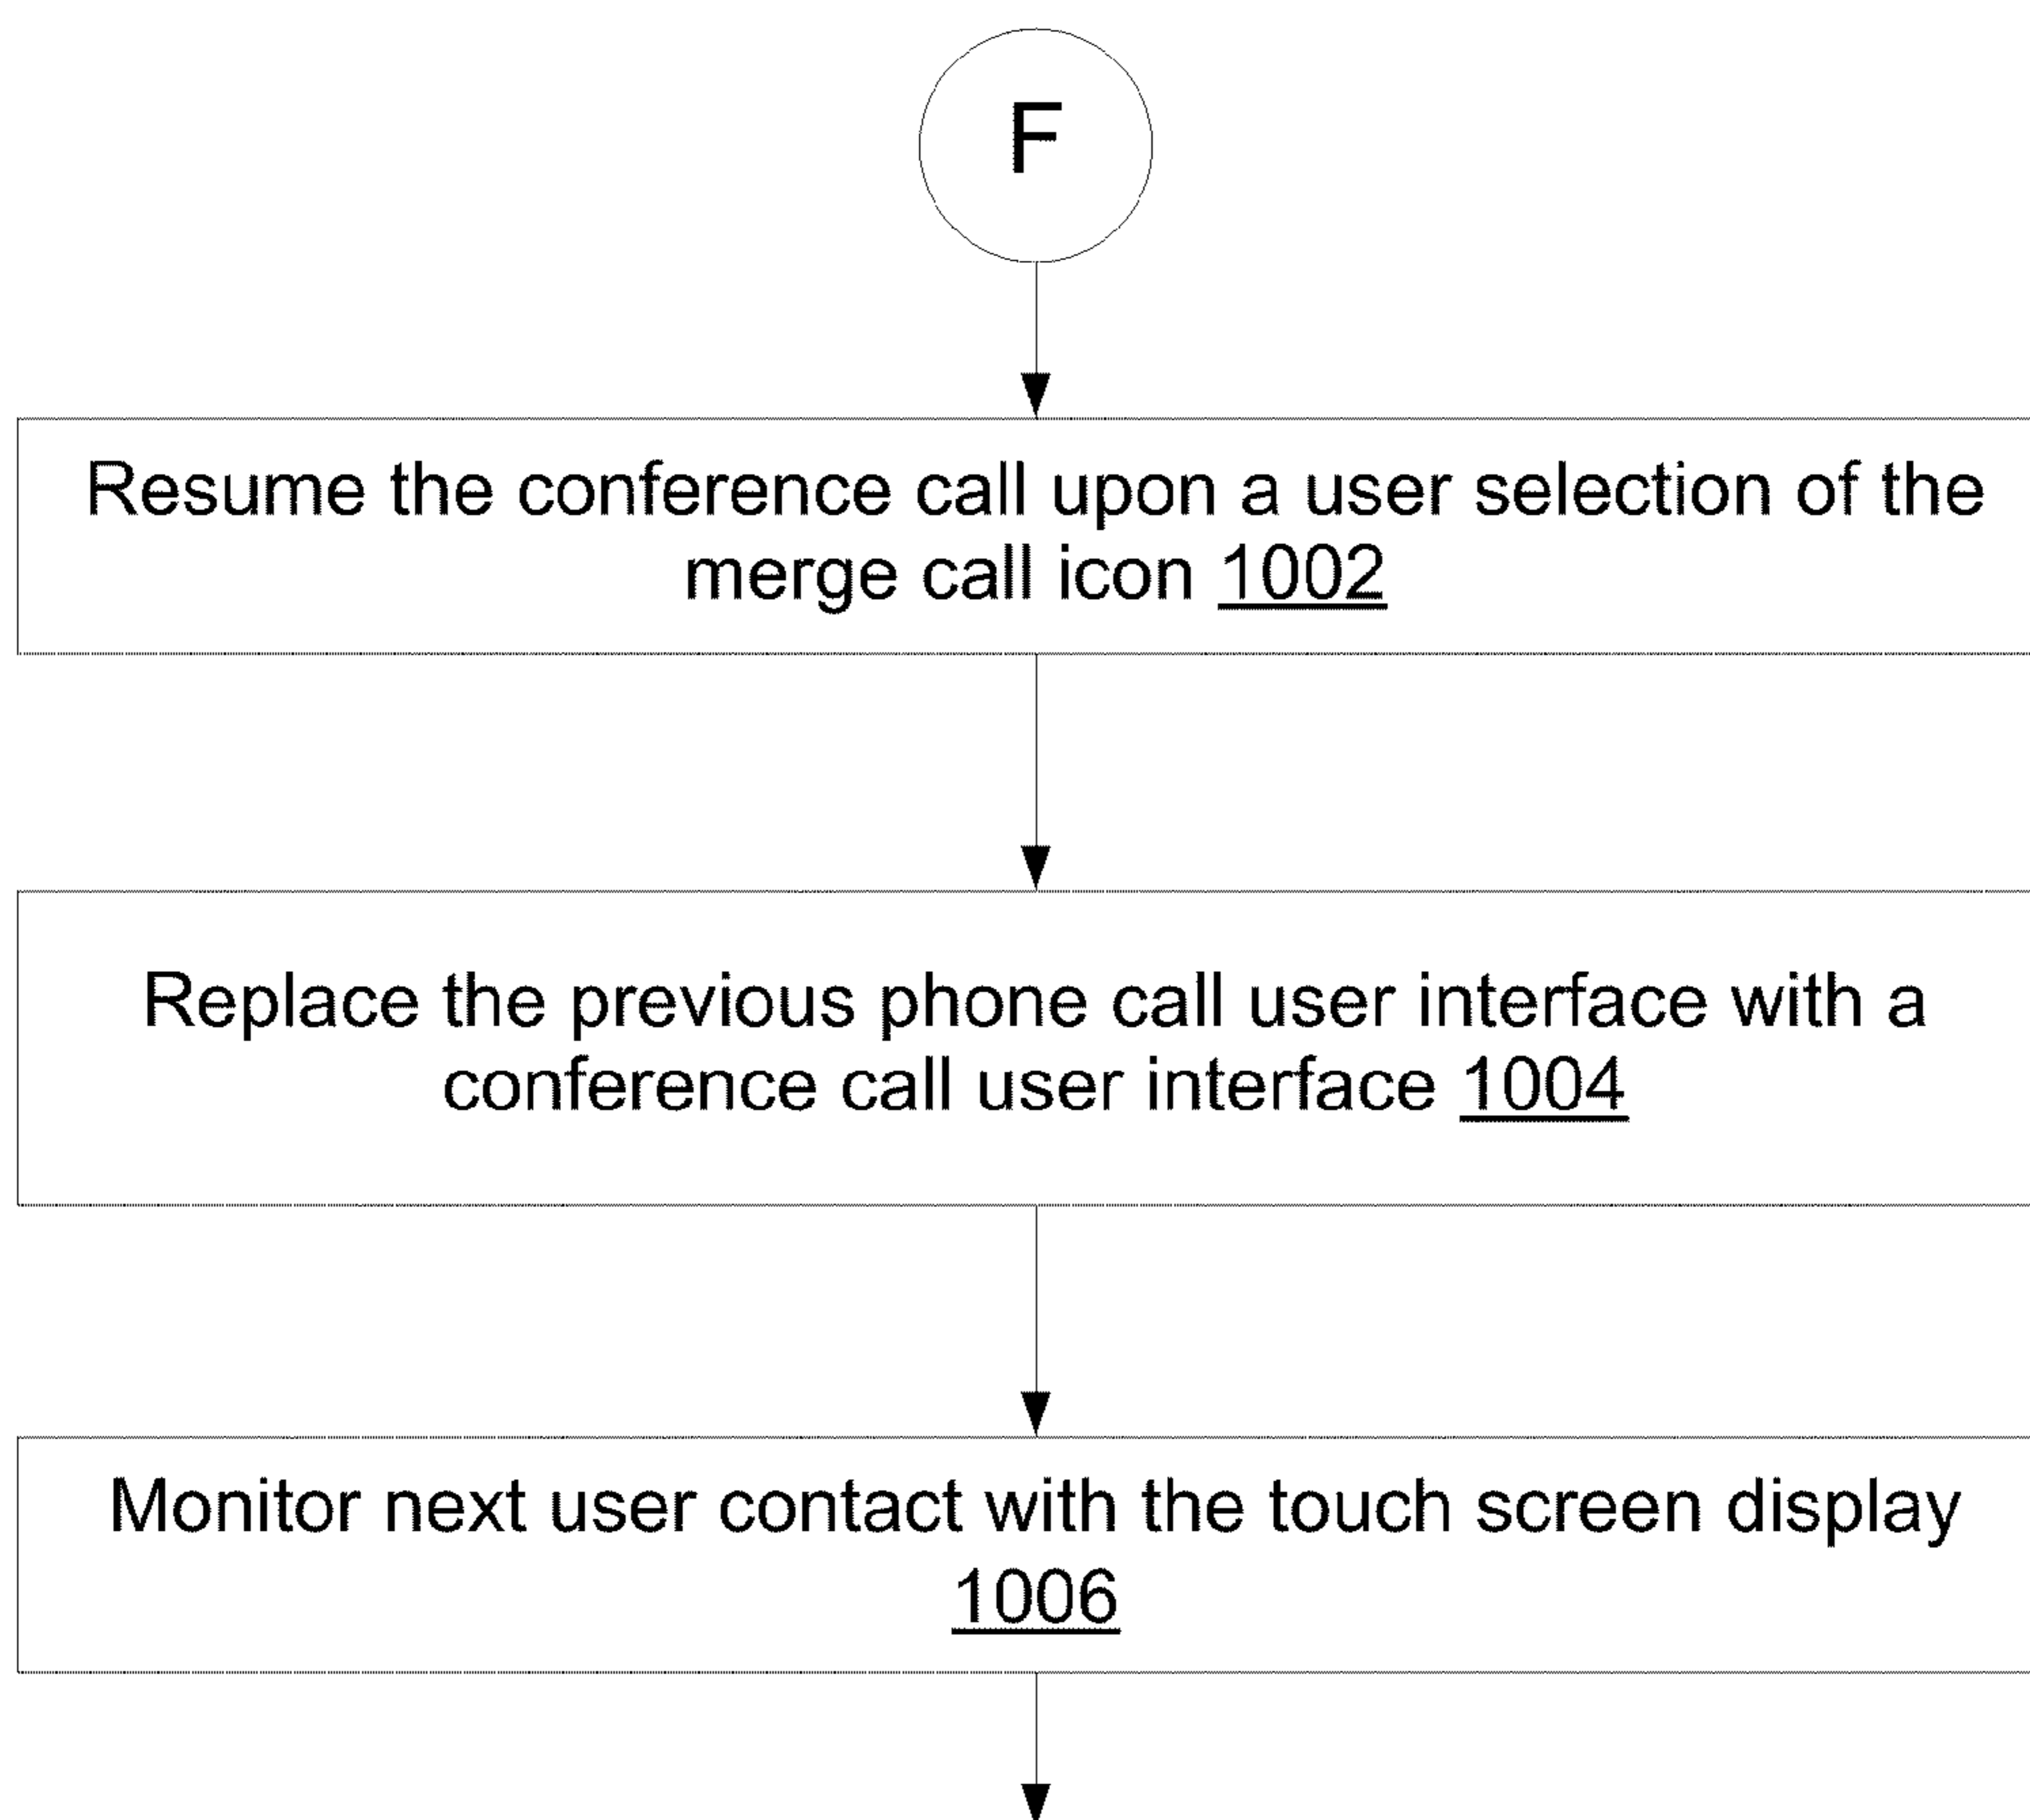 F
Resume the conference call upon a user selection of the
merge call icon 1002
Replace the previous phone call user interface with a
conference call user interface 1004
Monitor next user contact with the touch screen display
1006